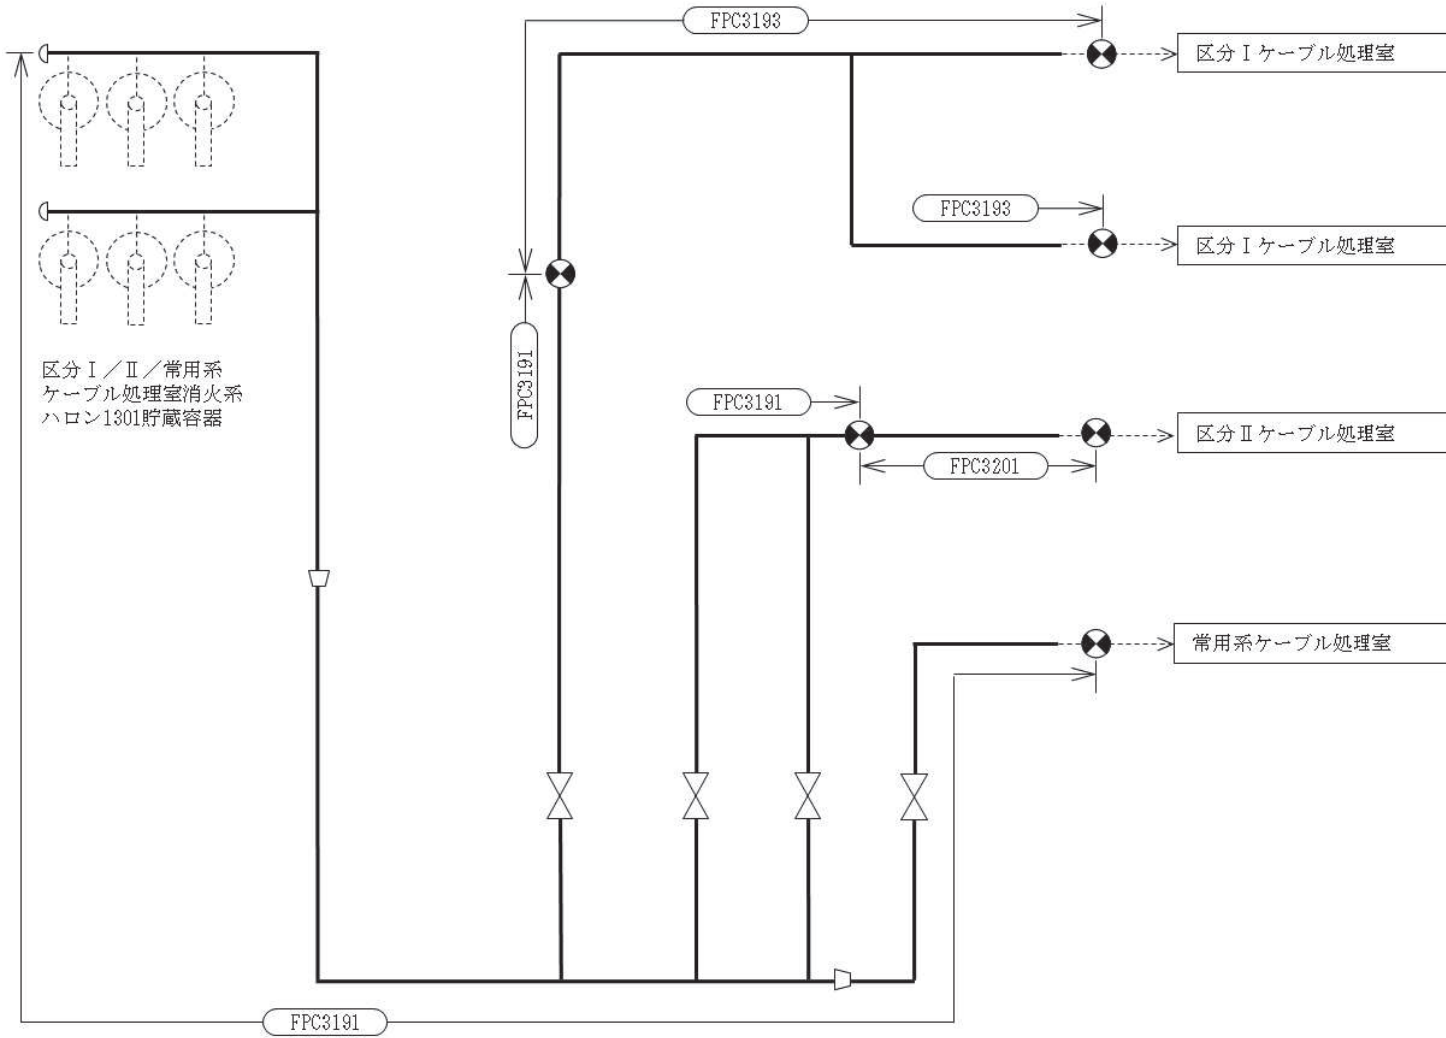 FPC3193
区分Ⅰケーブル処理室
FPC3193
区分Ⅰケーブル処理室
FPC3191
区分Ⅰ／Ⅱ／常用系
ケーブル処理室消火系
ハロン1301貯蔵容器
FPC3191
区分Ⅱケーブル処理室
FPC3201
常用系ケーブル処理室
FPC3191